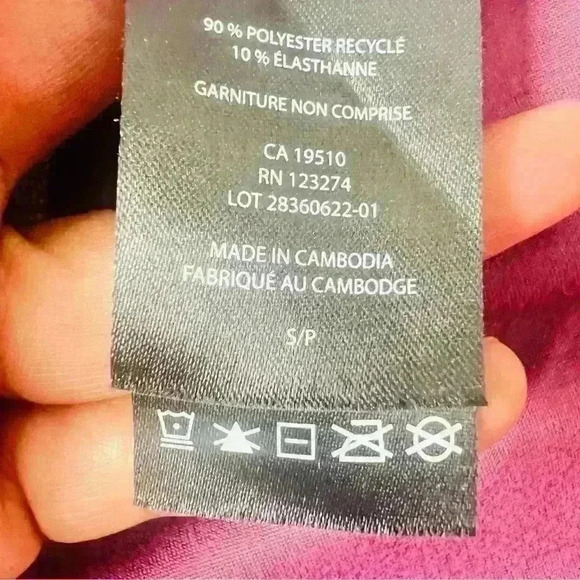 90 % POLYESTER RECYCLÉ
10 % ÉLASTHANNE
GARNITURE NON COMPRISE
CA 19510
RN 123274
LOT 28360622-01
MADE IN CAMBODIA
FABRIQUÉ AU CAMBODGE
S/P